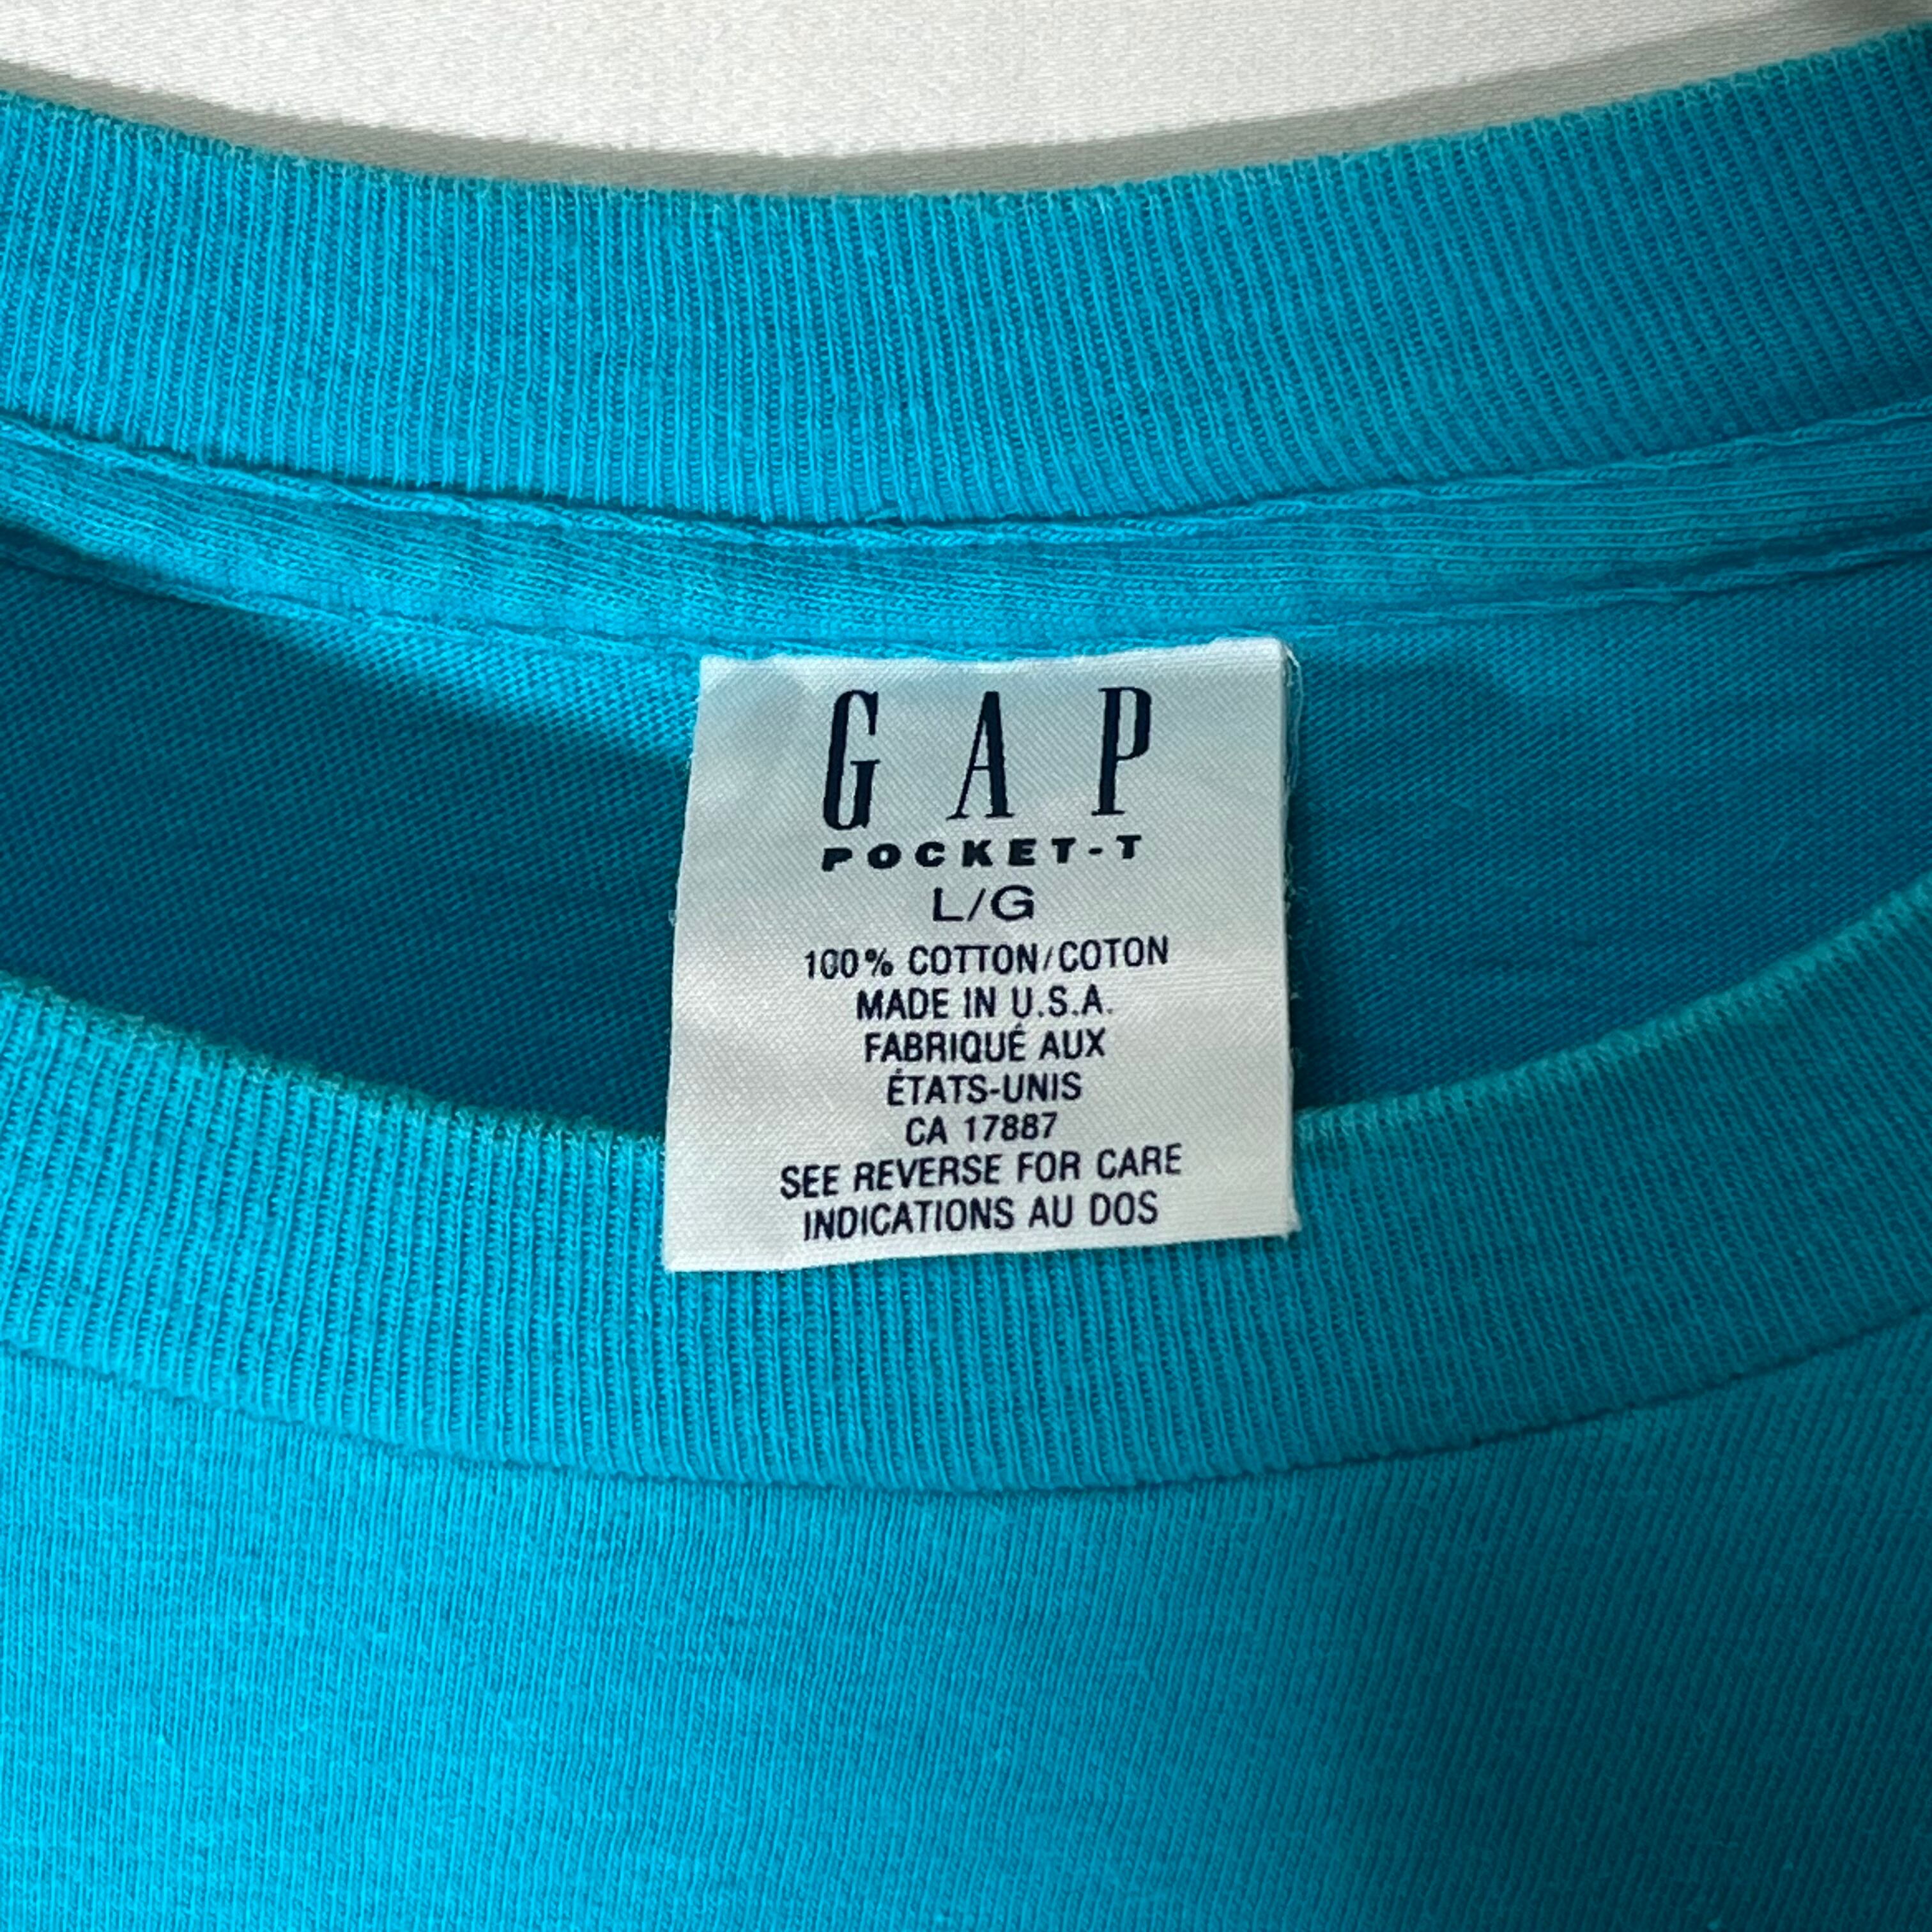 GAP
POCKET-T
L/G
100% COTTON/COTON
MADE IN U.S.A.
FABRIQUÉ AUX
ÉTATS-UNIS
CA 17887
SEE REVERSE FOR CARE
INDICATIONS AU DOS